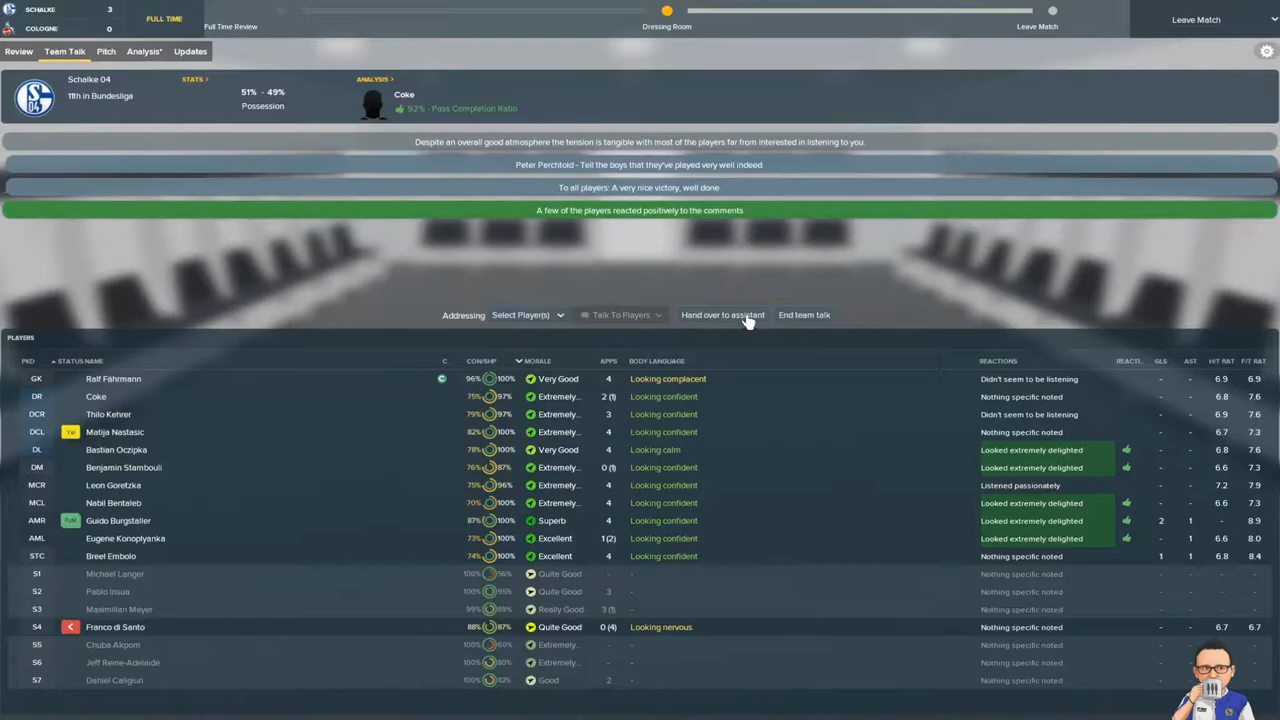 SCHALKE 3
COLOGNE 0
FULL TIME
Full Time Review
Dressing Room
Leave Match
Leave Match
Review Team Talk Pitch Analysis* Updates
Schalke 04
11th in Bundesliga
STATS >
51% - 49%
Possession
ANALYSIS >
Coke
92% - Pass Completion Ratio
Despite an overall good atmosphere the tension is tangible with most of the players far from interested in listening to you.
Peter Perchtold - Tell the boys that they've played very well indeed.
To all players: A very nice victory, well done.
A few of the players reacted positively to the comments
Addressing Select Player(s) Talk To Players Hand over to assistant End team talk
PLAYERS
PKD STATUS NAME C CON/SHP MORALE APPS BODY LANGUAGE REACTIONS REACTI... GLS AST H/T RAT F/T RAT
GK Ralf Fährmann C 96% 100% Very Good 4 Looking complacent Didn't seem to be listening - - 6.9 6.9
DR Coke 75% 97% Extremely... 2 (1) Looking confident Nothing specific noted - - 6.8 7.6
DCR Thilo Kehrer 79% 97% Extremely... 3 Looking confident Didn't seem to be listening - - 6.9 7.6
DCL Yel Matija Nastasic 82% 100% Extremely... 4 Looking confident Nothing specific noted - - 6.7 7.3
DL Bastian Oczipka 78% 100% Very Good 4 Looking calm Looked extremely delighted - - 6.8 7.6
DM Benjamin Stambouli 76% 87% Extremely... 0 (1) Looking confident Looked extremely delighted - - 6.6 7.3
MCR Leon Goretzka 75% 96% Extremely... 4 Looking confident Listened passionately - - 7.2 7.9
MCL Nabil Bentaleb 70% 100% Extremely... 4 Looking confident Looked extremely delighted - - 6.6 7.3
AMR PoM Guido Burgstaller 87% 100% Superb 4 Looking confident Looked extremely delighted 2 1 - 8.9
AML Eugene Konoplyanka 73% 100% Excellent 1 (2) Looking confident Looked extremely delighted - 1 6.6 8.0
STC Breel Embolo 74% 100% Excellent 4 Looking confident Nothing specific noted 1 1 6.8 8.4
S1 Michael Langer 100% 56% Quite Good - - Nothing specific noted - - - -
S2 Pablo Insua 100% 95% Quite Good 3 - Nothing specific noted - - - -
S3 Maximilian Meyer 99% 89% Really Good 3 (1) - Nothing specific noted - - - -
S4 Franco di Santo 88% 87% Quite Good 0 (4) Looking nervous Nothing specific noted - - 6.7 6.7
S5 Chuba Akpom 100% 60% Extremely... - - Nothing specific noted - - - -
S6 Jeff Reine-Adelaide 100% 80% Extremely... - - Nothing specific noted - -
S7 Daniel Caligiuri 100% 82% Good 2 - Nothing specific noted - -